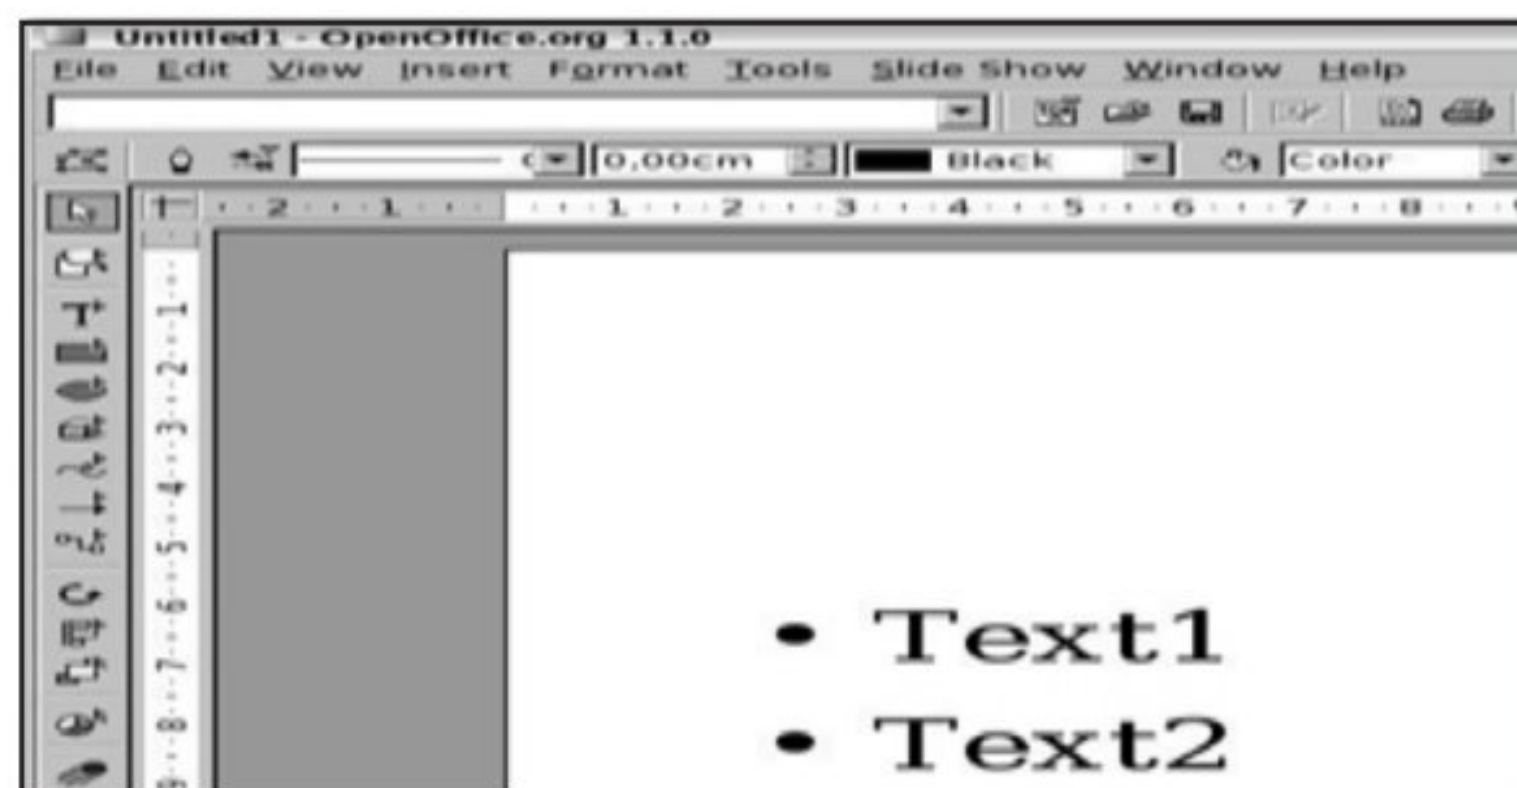 Untitled1 - OpenOffice.org 1.1.0
File Edit View Insert Format Tools Slide Show Window Help
0,00cm Black Color
2 1 1 2 3 4 5 6 7 8
1
2
3
4
5
6
7
8
9
• Text1
• Text2